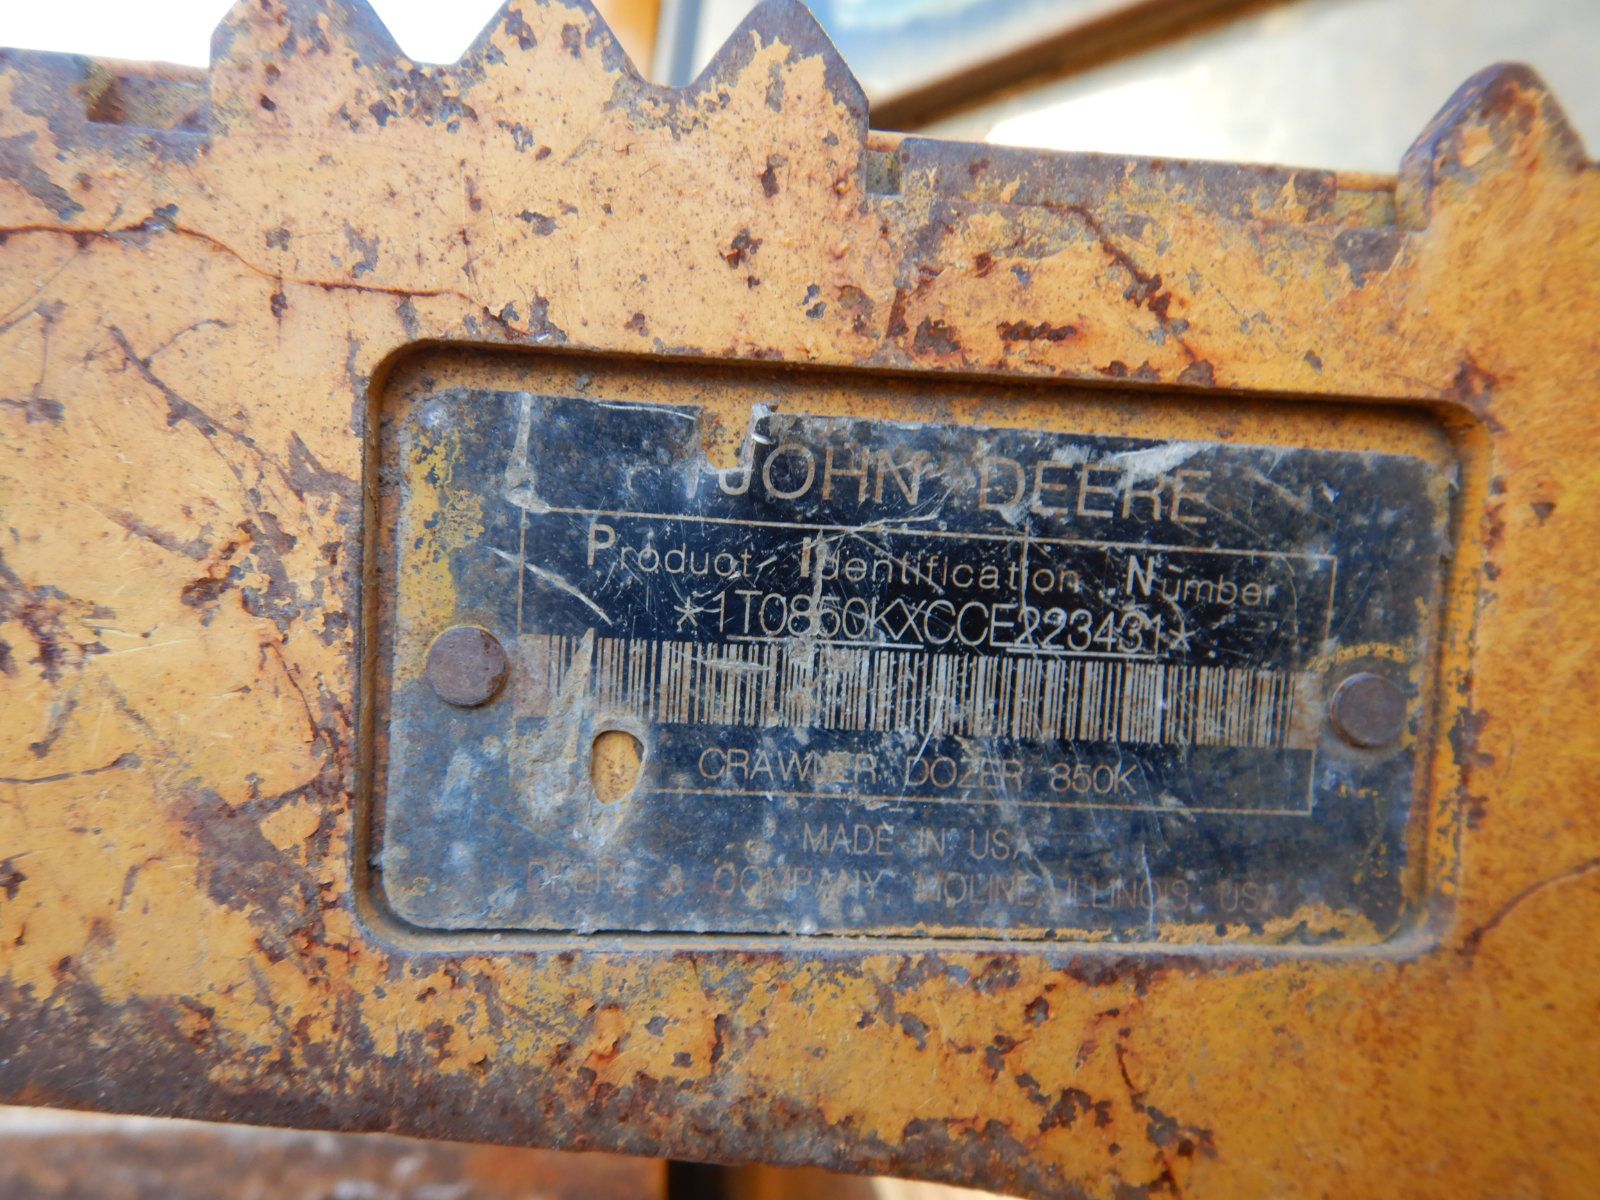 JOHN DEERE
Product Identification Number
*1T0850KXCCE223431*
CRAWLER DOZER 850K
MADE IN USA
DEERE & COMPANY, MOLINE, ILLINOIS, USA